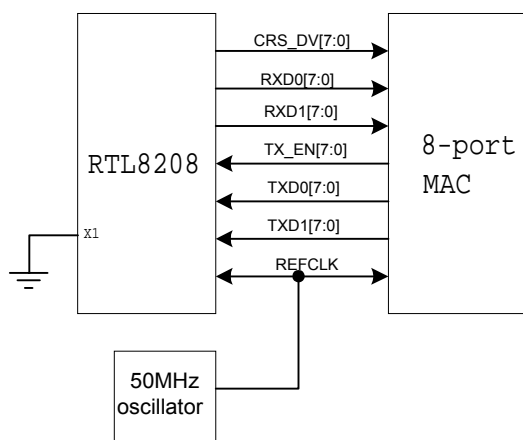 CRS_DV[7:0]
RXD0[7:0]
RXD1[7:0]
TX_EN[7:0]
TXD0[7:0]
TXD1[7:0]
REFCLK
RTL8208
X1
8-port
MAC
50MHz
oscillator